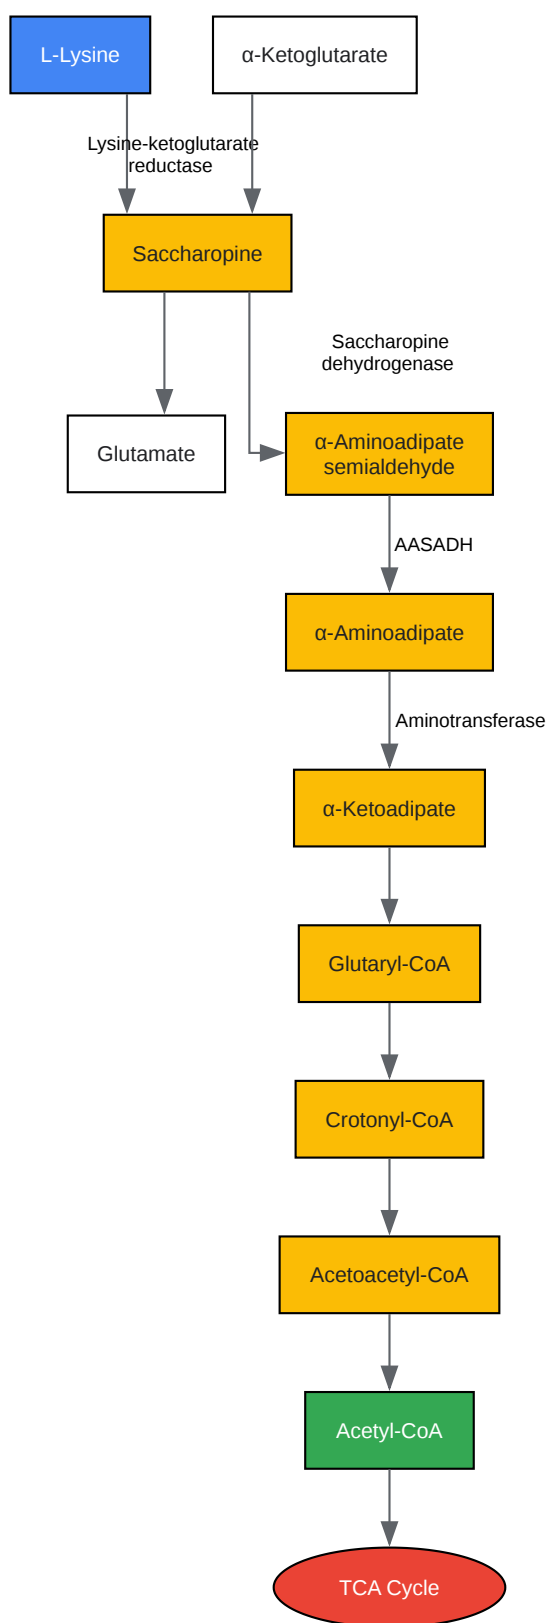 L-Lysine
α-Ketoglutarate
Lysine-ketoglutarate
reductase
Saccharopine
Saccharopine
dehydrogenase
Glutamate
α-Aminoadipate
semialdehyde
AASADH
α-Aminoadipate
Aminotransferase
α-Ketoadipate
Glutaryl-CoA
Crotonyl-CoA
Acetoacetyl-CoA
Acetyl-CoA
TCA Cycle